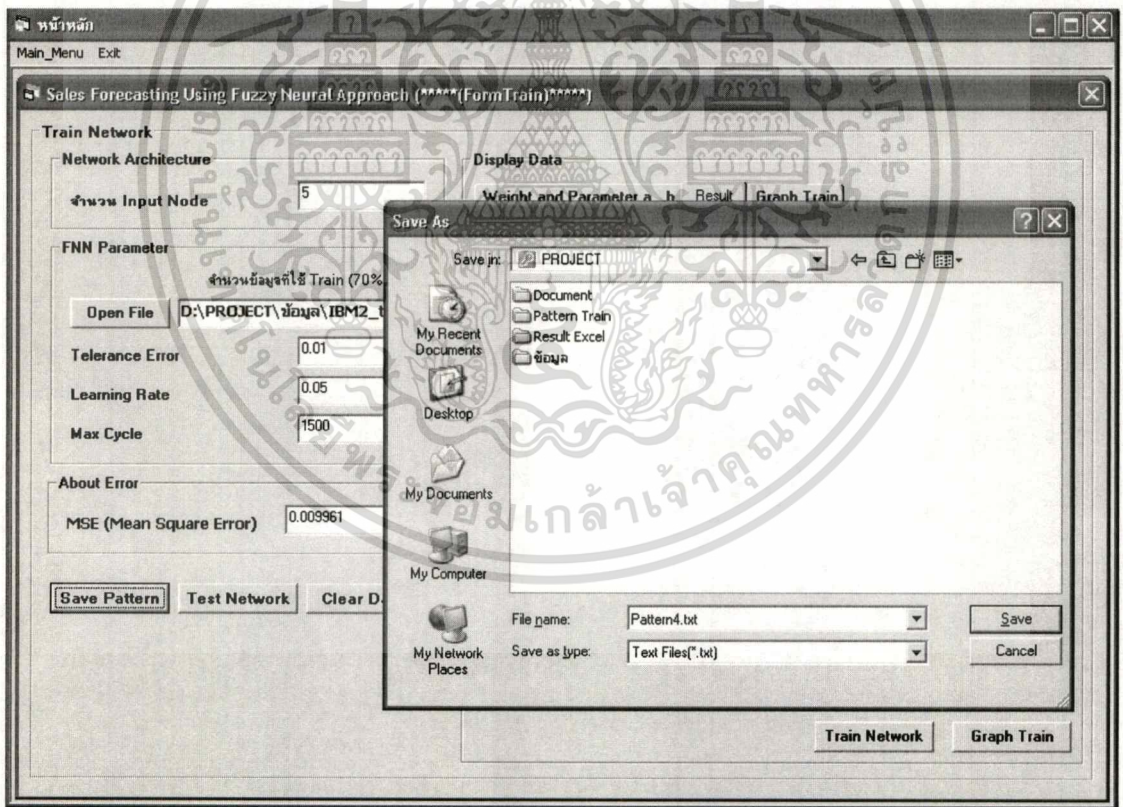 หน้าหลัก
Main_Menu Exit
Sales Forecasting Using Fuzzy Neural Approach (*****(FormTrain)*****)
Train Network
Network Architecture
จำนวน Input Node
5
FNN Parameter
จำนวนข้อมูลที่ใช้ Train (70%
Open File
D:\PROJECT\ข้อมูล\IBM2_t
Telerance Error
0.01
Learning Rate
0.05
Max Cycle
1500
About Error
MSE (Mean Square Error)
0.009961
Save Pattern
Test Network
Clear D
Display Data
Weight and Parameter a , b
Result
Graph Train
Save As
Save in:
PROJECT
My Recent Documents
Desktop
My Documents
My Computer
My Network Places
Document
Pattern Train
Result Excel
ข้อมูล
File name:
Pattern4.txt
Save
Save as type:
Text Files(*.txt)
Cancel
Train Network
Graph Train